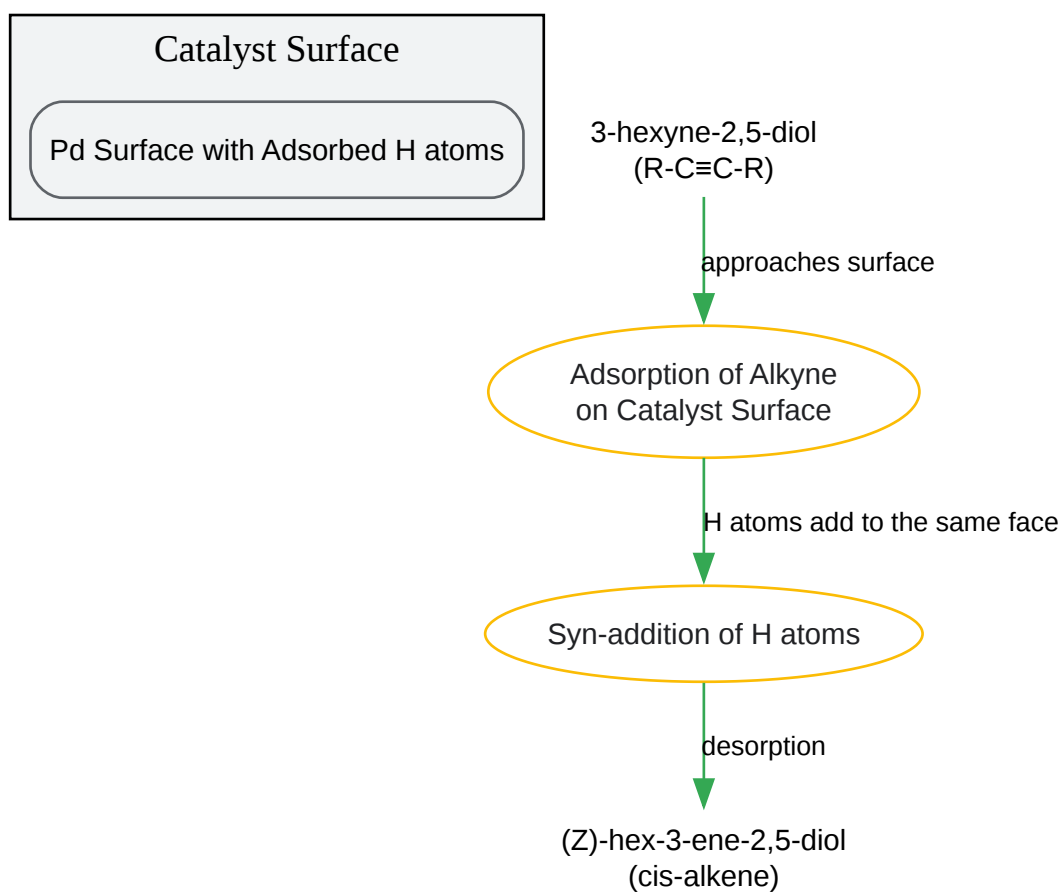 Catalyst Surface
Pd Surface with Adsorbed H atoms
3-hexyne-2,5-diol
(R-C≡C-R)
approaches surface
Adsorption of Alkyne
on Catalyst Surface
H atoms add to the same face
Syn-addition of H atoms
desorption
(Z)-hex-3-ene-2,5-diol
(cis-alkene)